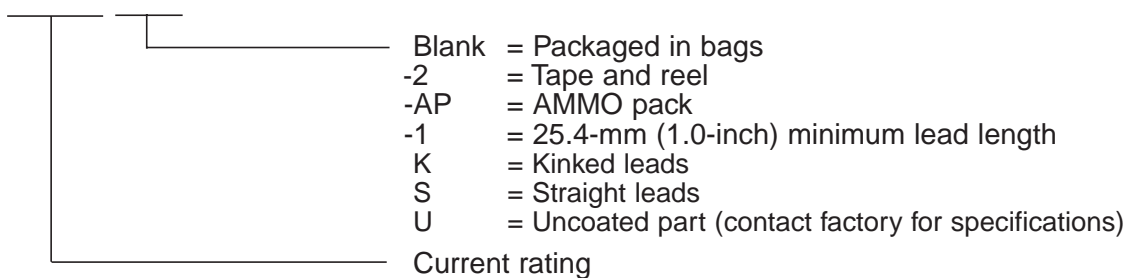 Blank = Packaged in bags
-2 = Tape and reel
-AP = AMMO pack
-1 = 25.4-mm (1.0-inch) minimum lead length
K = Kinked leads
S = Straight leads
U = Uncoated part (contact factory for specifications)
Current rating